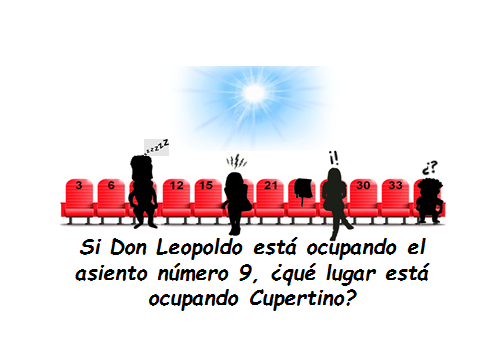 zzzzzZ
¡!
¿?
3 6 12 15 21 30 33
Si Don Leopoldo está ocupando el
asiento número 9, ¿qué lugar está
ocupando Cupertino?